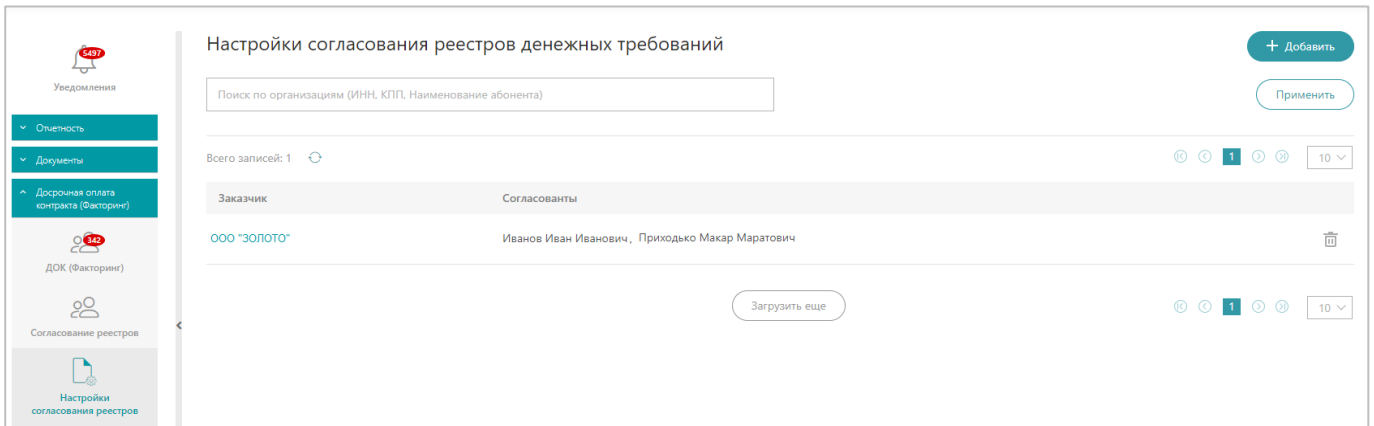 5497
Уведомления
Отчетность
Документы
Досрочная оплата
контракта (Факторинг)
342
ДОК (Факторинг)
Согласование реестров
Настройки
согласования реестров
Настройки согласования реестров денежных требований
+ Добавить
Поиск по организациям (ИНН, КПП, Наименование абонента)
Применить
Всего записей: 1
1
10
Заказчик Согласованты
ООО "ЗОЛОТО" Иванов Иван Иванович, Приходько Макар Маратович
Загрузить еще
1
10